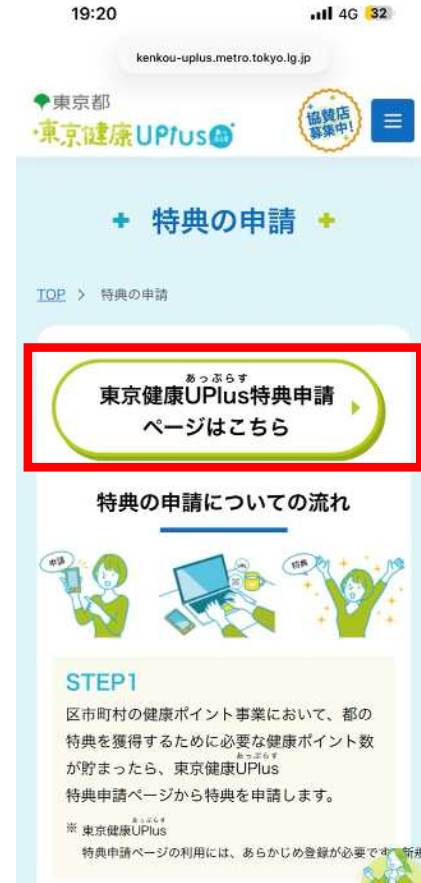 19:20 4G 32
kenkou-uplus.metro.tokyo.lg.jp
東京都
東京健康UPlus あっぷらす
協賛店
募集中!
特典の申請
TOP > 特典の申請
あっぷらす
東京健康UPlus特典申請
ページはこちら
特典の申請についての流れ
申請
特典
STEP1
区市町村の健康ポイント事業において、都の
特典を獲得するために必要な健康ポイント数
あっぷらす
が貯まったら、東京健康UPlus
特典申請ページから特典を申請します。
あっぷらす
※ 東京健康UPlus
特典申請ページの利用には、あらかじめ登録が必要です